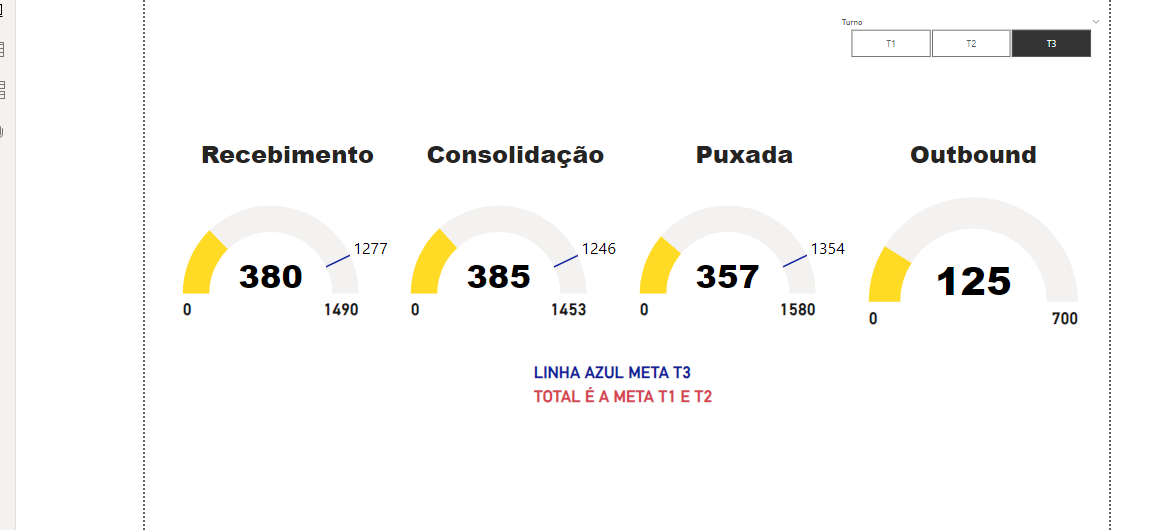 Turno
T1 T2 T3
Recebimento Consolidação Puxada Outbound
1277 1246 1354
380 385 357 125
0 1490 0 1453 0 1580 0 700
LINHA AZUL META T3
TOTAL É A META T1 E T2